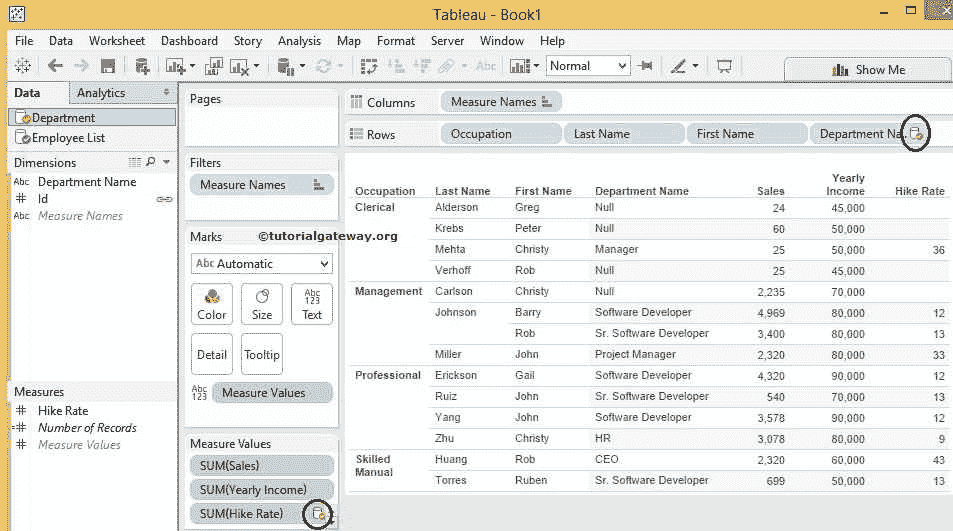 Tableau - Book1
File Data Worksheet Dashboard Story Analysis Map Format Server Window Help
Abc Normal Show Me
Data Analytics
Department
Employee List
Dimensions
Abc Department Name
# Id
Abc Measure Names
Measures
# Hike Rate
# Number of Records
# Measure Values
Pages
Filters
Measure Names
Marks
©tutorialgateway.org
Abc Automatic
Color Size Abc 123 Text
Detail Tooltip
Abc 123 Measure Values
Measure Values
SUM(Sales)
SUM(Yearly Income)
SUM(Hike Rate)
Columns Measure Names
Rows Occupation Last Name First Name Department Na..
Occupation Last Name First Name Department Name Sales Yearly Income Hike Rate
Clerical Alderson Greg Null 24 45,000
Krebs Peter Null 60 50,000
Mehta Christy Manager 25 50,000 36
Verhoff Rob Null 25 45,000
Management Carlson Christy Null 2,235 70,000
Johnson Barry Software Developer 4,969 80,000 12
Rob Sr. Software Developer 3,400 80,000 13
Miller John Project Manager 2,320 80,000 33
Professional Erickson Gail Software Developer 4,320 90,000 12
Ruiz John Sr. Software Developer 540 70,000 13
Yang John Software Developer 3,578 90,000 12
Zhu Christy HR 3,078 80,000 9
Skilled Manual Huang Rob CEO 2,320 60,000 43
Torres Ruben Sr. Software Developer 699 50,000 13